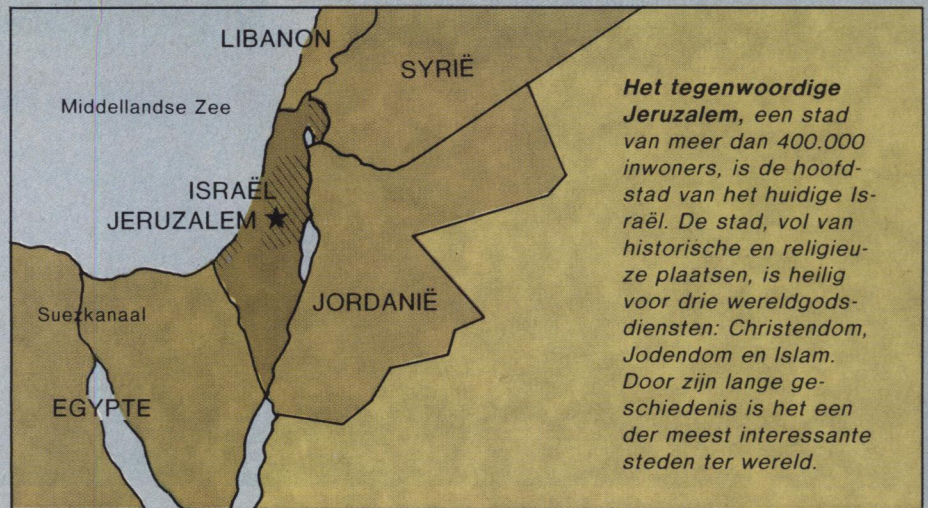 LIBANON
SYRIË
Middellandse Zee
ISRAËL
JERUZALEM
JORDANIË
Suezkanaal
EGYPTE
Het tegenwoordige
Jeruzalem, een stad
van meer dan 400.000
inwoners, is de hoofd-
stad van het huidige Is-
raël. De stad, vol van
historische en religieu-
ze plaatsen, is heilig
voor drie wereldgods-
diensten: Christendom,
Jodendom en Islam.
Door zijn lange ge-
schiedenis is het een
der meest interessante
steden ter wereld.